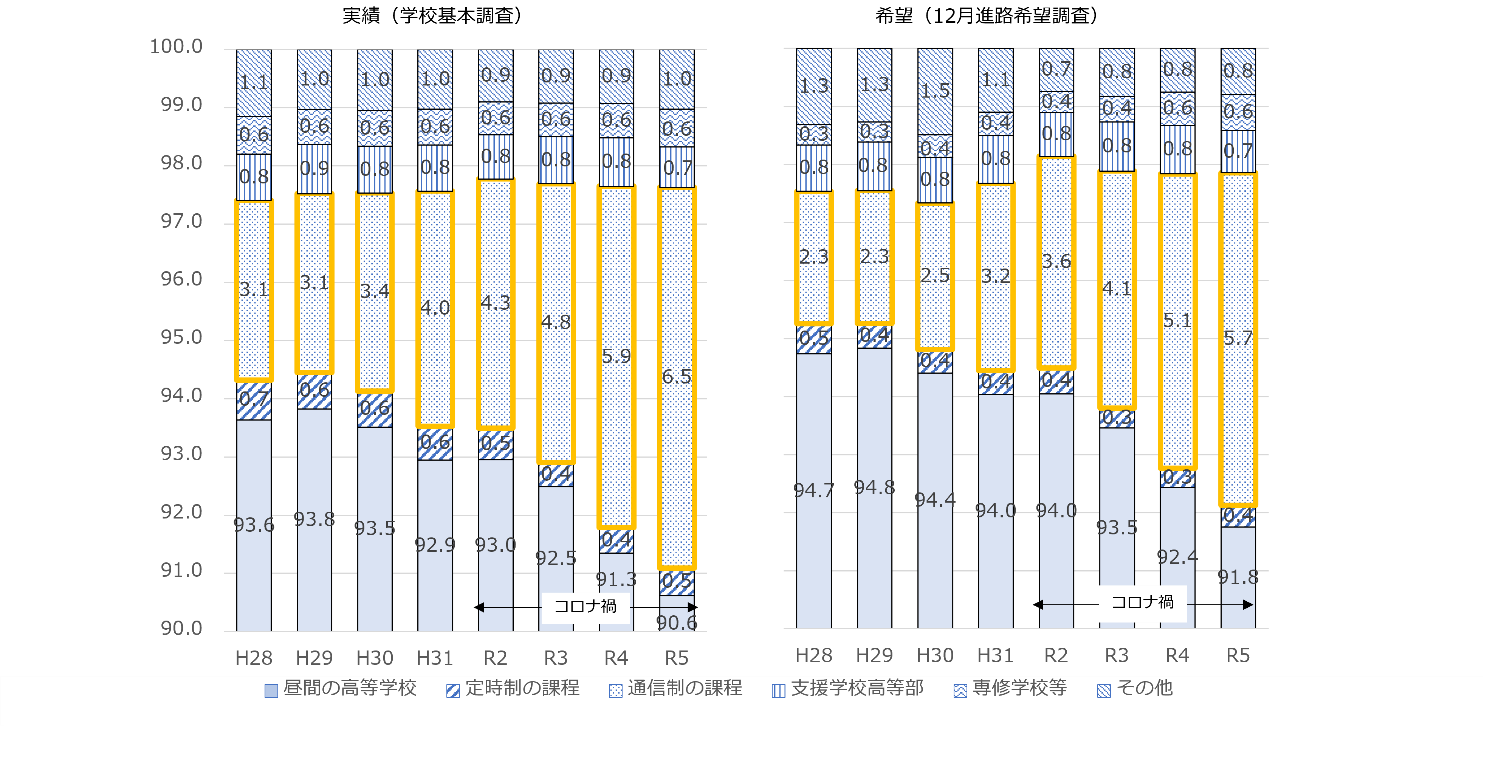 実績（学校基本調査）
希望（12月進路希望調査）
100.0
99.0
98.0
97.0
96.0
95.0
94.0
93.0
92.0
91.0
90.0
1.1 1.0 1.0 1.0 0.9 0.9 0.9 1.0
0.6 0.6 0.6 0.6 0.6 0.6 0.6 0.6
0.8 0.9 0.8 0.8 0.8 0.8 0.8 0.7
3.1 3.1 3.4 4.0 4.3 4.8 5.9 6.5
0.7 0.6 0.6 0.6 0.5 0.4 0.4 0.5
93.6 93.8 93.5 92.9 93.0 92.5 91.3 90.6
コロナ禍
H28 H29 H30 H31 R2 R3 R4 R5
1.3 1.3 1.5 1.1 0.7 0.8 0.8 0.8
0.3 0.3 0.4 0.4 0.4 0.4 0.6 0.6
0.8 0.8 0.8 0.8 0.8 0.8 0.8 0.7
2.3 2.3 2.5 3.2 3.6 4.1 5.1 5.7
0.5 0.4 0.4 0.4 0.4 0.3 0.3 0.4
94.7 94.8 94.4 94.0 94.0 93.5 92.4 91.8
コロナ禍
H28 H29 H30 H31 R2 R3 R4 R5
昼間の高等学校 定時制の課程 通信制の課程 支援学校高等部 専修学校等 その他